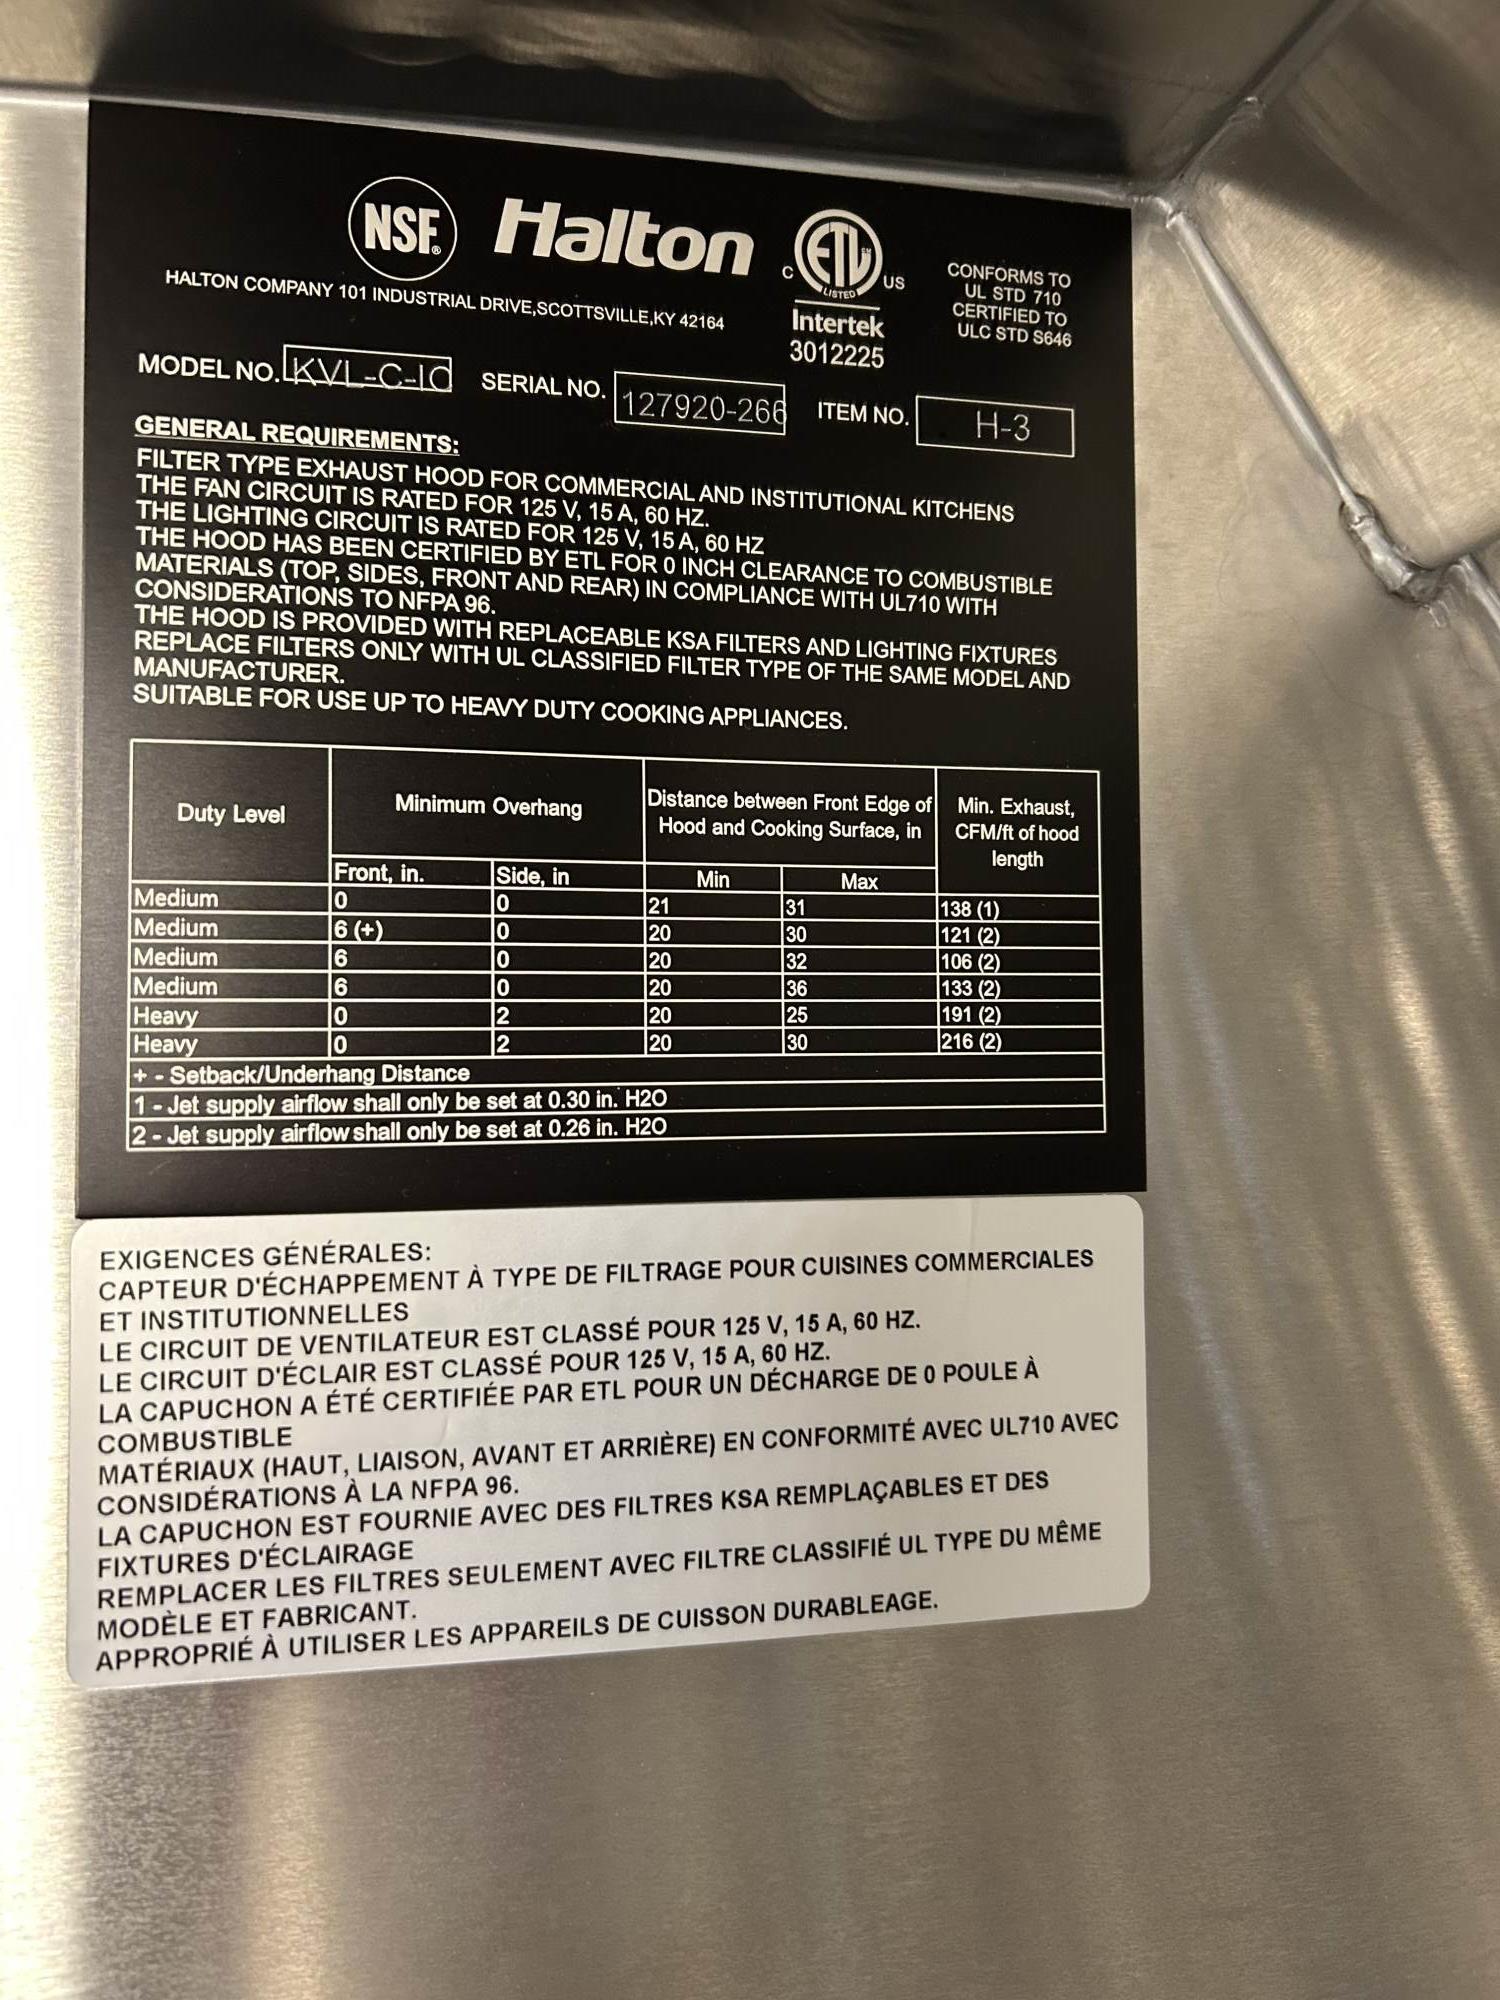 NSF®
Halton
ETL SM
LISTED
C US
Intertek
3012225
CONFORMS TO
UL STD 710
CERTIFIED TO
ULC STD S646
HALTON COMPANY 101 INDUSTRIAL DRIVE,SCOTTSVILLE,KY 42164
MODEL NO. KVL-C-IC SERIAL NO. 127920-266 ITEM NO. H-3
GENERAL REQUIREMENTS:
FILTER TYPE EXHAUST HOOD FOR COMMERCIAL AND INSTITUTIONAL KITCHENS
THE FAN CIRCUIT IS RATED FOR 125 V, 15 A, 60 HZ.
THE LIGHTING CIRCUIT IS RATED FOR 125 V, 15 A, 60 HZ
THE HOOD HAS BEEN CERTIFIED BY ETL FOR 0 INCH CLEARANCE TO COMBUSTIBLE
MATERIALS (TOP, SIDES, FRONT AND REAR) IN COMPLIANCE WITH UL710 WITH
CONSIDERATIONS TO NFPA 96.
THE HOOD IS PROVIDED WITH REPLACEABLE KSA FILTERS AND LIGHTING FIXTURES
REPLACE FILTERS ONLY WITH UL CLASSIFIED FILTER TYPE OF THE SAME MODEL AND
MANUFACTURER.
SUITABLE FOR USE UP TO HEAVY DUTY COOKING APPLIANCES.
Duty Level
Minimum Overhang
Distance between Front Edge of
Hood and Cooking Surface, in
Min. Exhaust,
CFM/ft of hood
length
Front, in. Side, in Min Max
Medium 0 0 21 31 138 (1)
Medium 6 (+) 0 20 30 121 (2)
Medium 6 0 20 32 106 (2)
Medium 6 0 20 36 133 (2)
Heavy 0 2 20 25 191 (2)
Heavy 0 2 20 30 216 (2)
+ - Setback/Underhang Distance
1 - Jet supply airflow shall only be set at 0.30 in. H2O
2 - Jet supply airflow shall only be set at 0.26 in. H2O
EXIGENCES GÉNÉRALES:
CAPTEUR D'ÉCHAPPEMENT À TYPE DE FILTRAGE POUR CUISINES COMMERCIALES
ET INSTITUTIONNELLES
LE CIRCUIT DE VENTILATEUR EST CLASSÉ POUR 125 V, 15 A, 60 HZ.
LE CIRCUIT D'ÉCLAIR EST CLASSÉ POUR 125 V, 15 A, 60 HZ.
LA CAPUCHON A ÉTÉ CERTIFIÉE PAR ETL POUR UN DÉCHARGE DE 0 POULE À
COMBUSTIBLE
MATÉRIAUX (HAUT, LIAISON, AVANT ET ARRIÈRE) EN CONFORMITÉ AVEC UL710 AVEC
CONSIDÉRATIONS À LA NFPA 96.
LA CAPUCHON EST FOURNIE AVEC DES FILTRES KSA REMPLAÇABLES ET DES
FIXTURES D'ÉCLAIRAGE
REMPLACER LES FILTRES SEULEMENT AVEC FILTRE CLASSIFIÉ UL TYPE DU MÊME
MODÈLE ET FABRICANT.
APPROPRIÉ À UTILISER LES APPAREILS DE CUISSON DURABLEAGE.